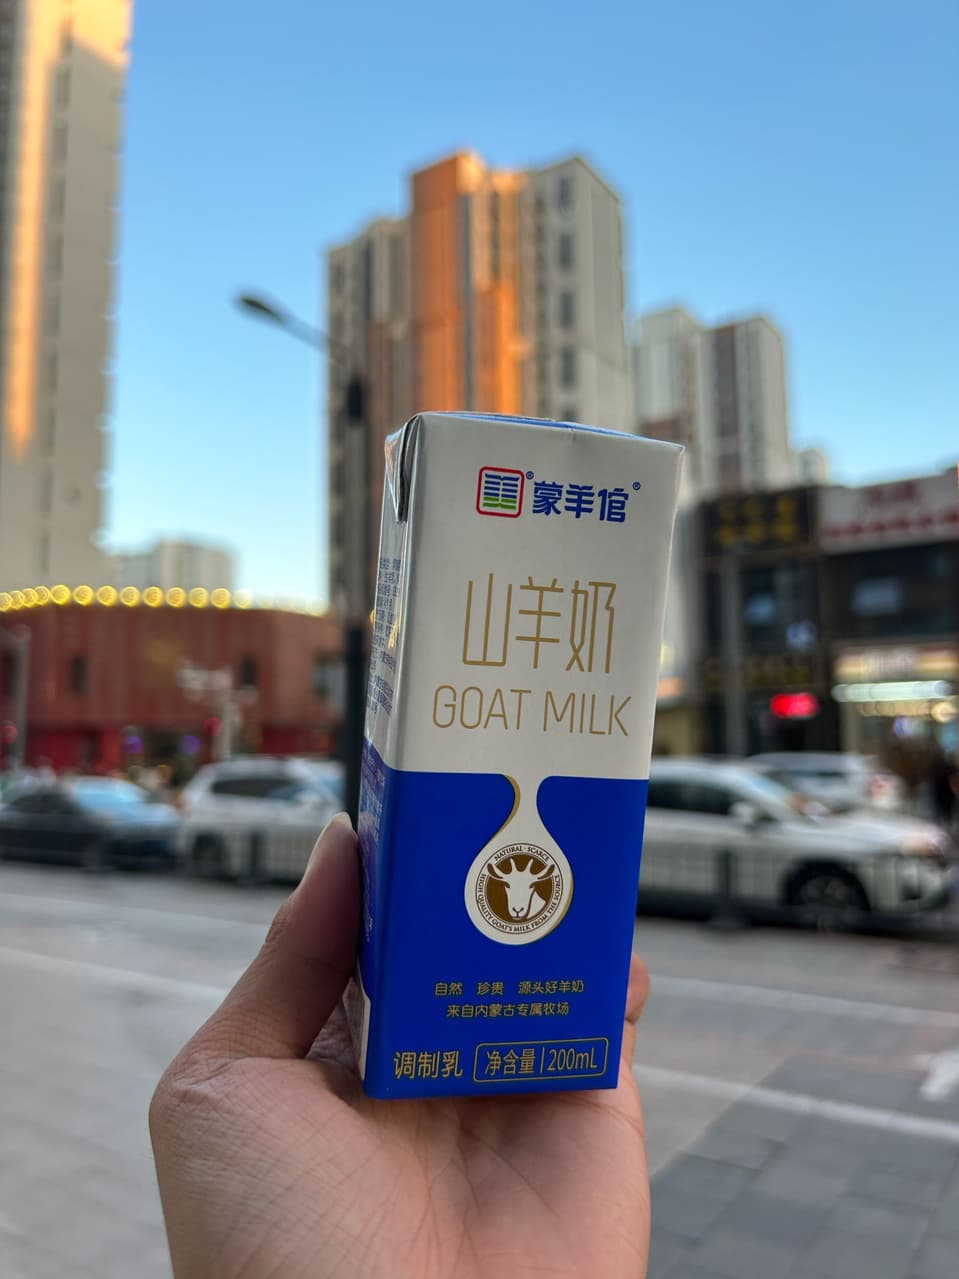 蒙羊倌
山羊奶
GOAT MILK
NATURAL · SCARCE
HIGH QUALITY GOAT'S MILK FROM THE SOURCE
自然 珍贵 源头好羊奶
来自内蒙古专属牧场
调制乳 净含量|200mL